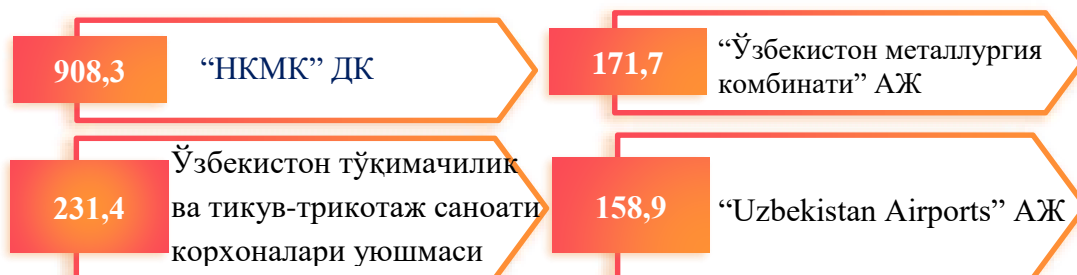 908,3
“НКМК” ДК
171,7
“Ўзбекистон металлургия
комбинати” АЖ
231,4
Ўзбекистон тўқимачилик
ва тикув-трикотаж саноати
корхоналари уюшмаси
158,9
“Uzbekistan Airports” АЖ